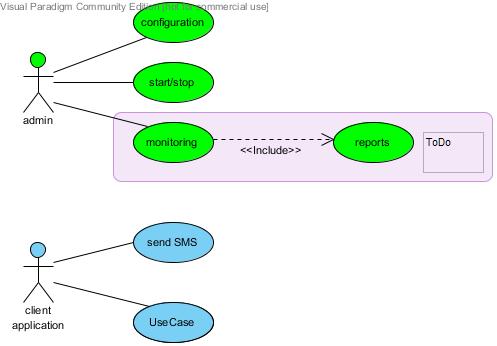 Visual Paradigm Community Edition [not for commercial use]
configuration
start/stop
admin
monitoring
<<Include>>
reports
ToDo
send SMS
client
application
UseCase